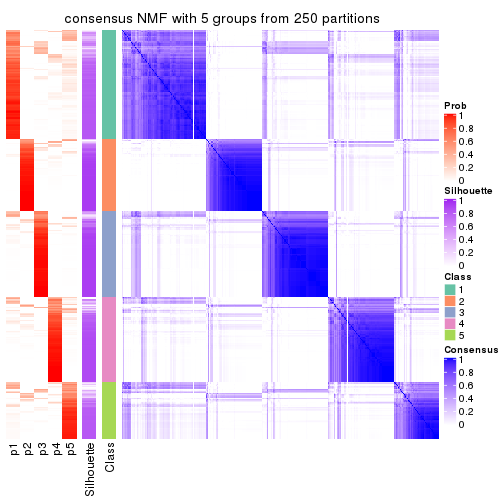 consensus NMF with 5 groups from 250 partitions
Prob
1
0.8
0.6
0.4
0.2
0
Silhouette
1
0.8
0.6
0.4
0.2
0
Class
1
2
3
4
5
Consensus
1
0.8
0.6
0.4
0.2
0
p1
p2
p3
p4
p5
Silhouette
Class